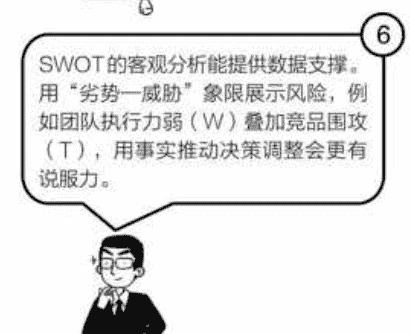 6
SWOT的客观分析能提供数据支撑。
用“劣势—威胁”象限展示风险，例
如团队执行力弱（W）叠加竞品围攻
（T），用事实推动决策调整会更有
说服力。